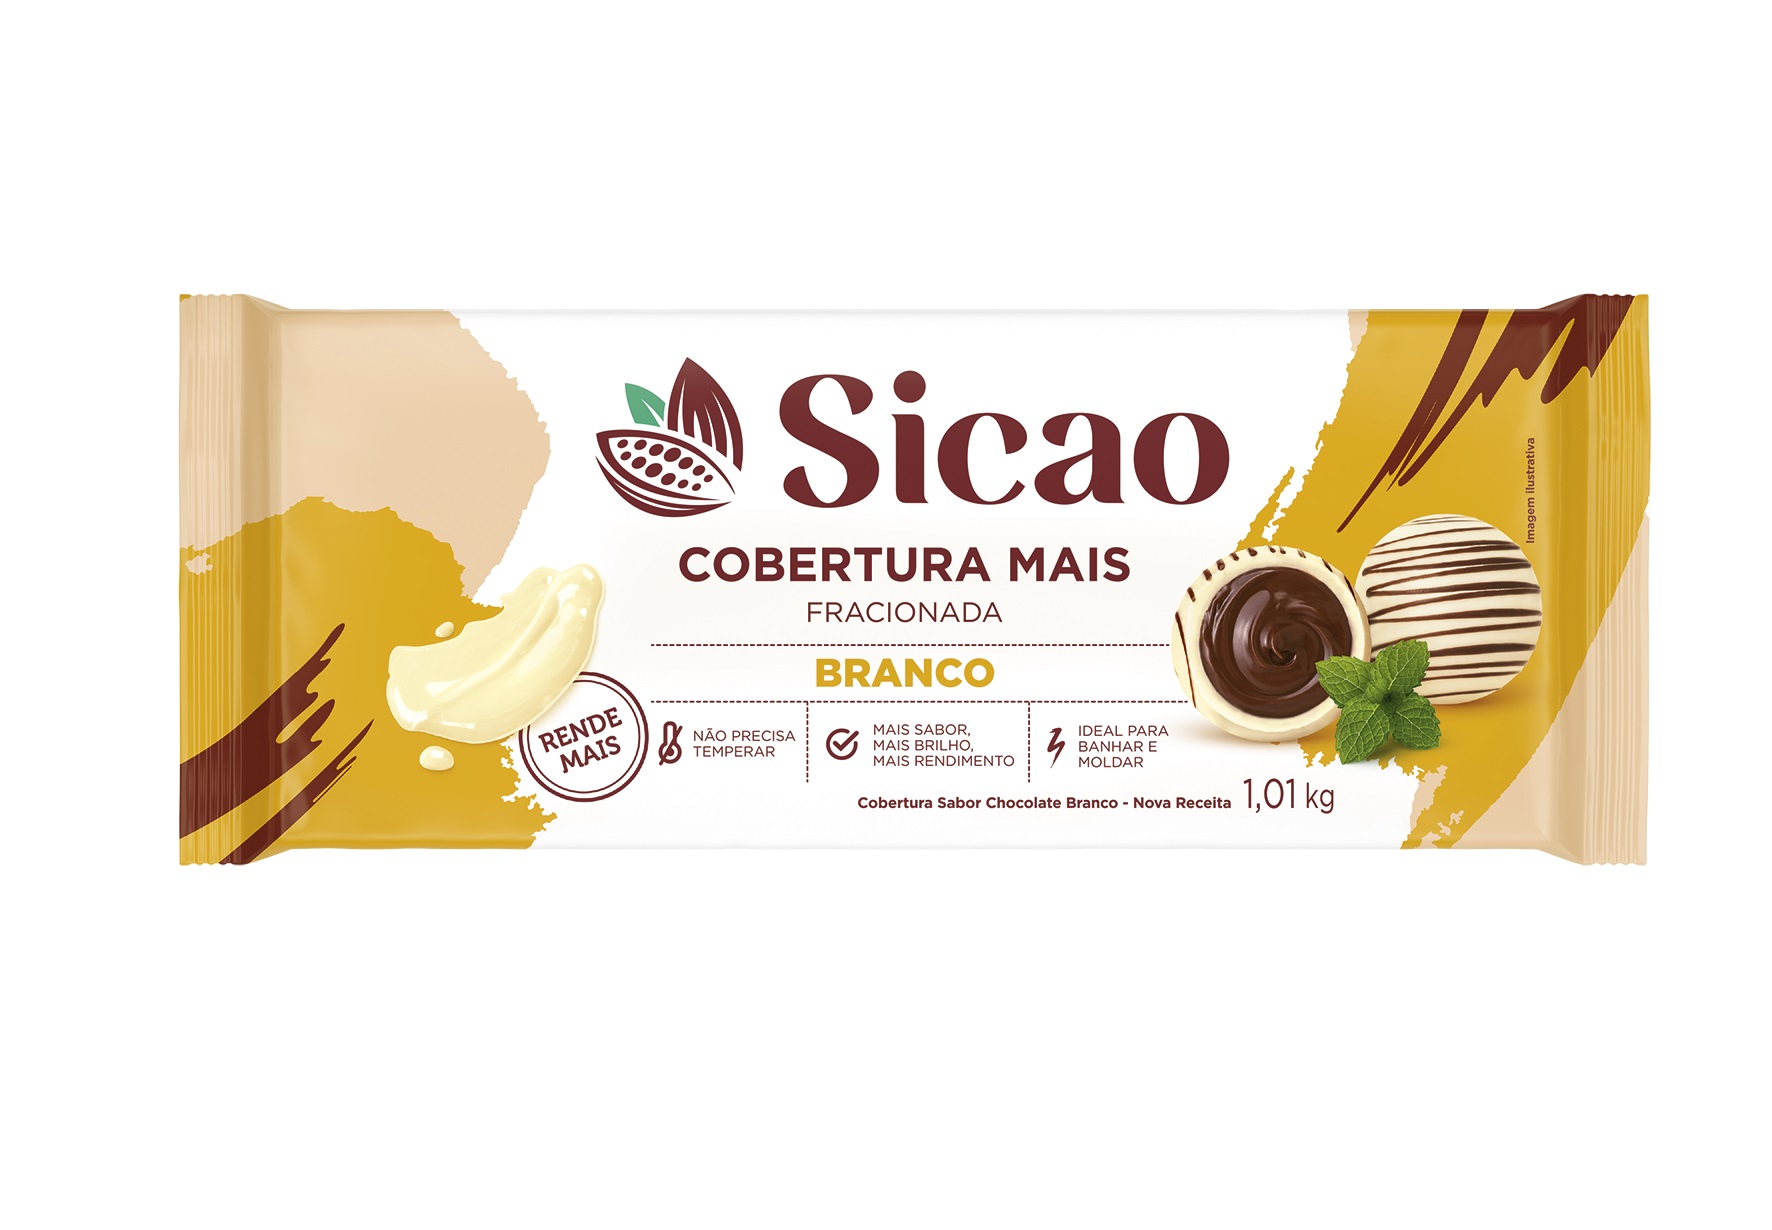 Sicao
COBERTURA MAIS
FRACIONADA
BRANCO
RENDE
MAIS
NÃO PRECISA
TEMPERAR
MAIS SABOR,
MAIS BRILHO,
MAIS RENDIMENTO
IDEAL PARA
BANHAR E
MOLDAR
Cobertura Sabor Chocolate Branco - Nova Receita 1,01 kg
Imagem ilustrativa